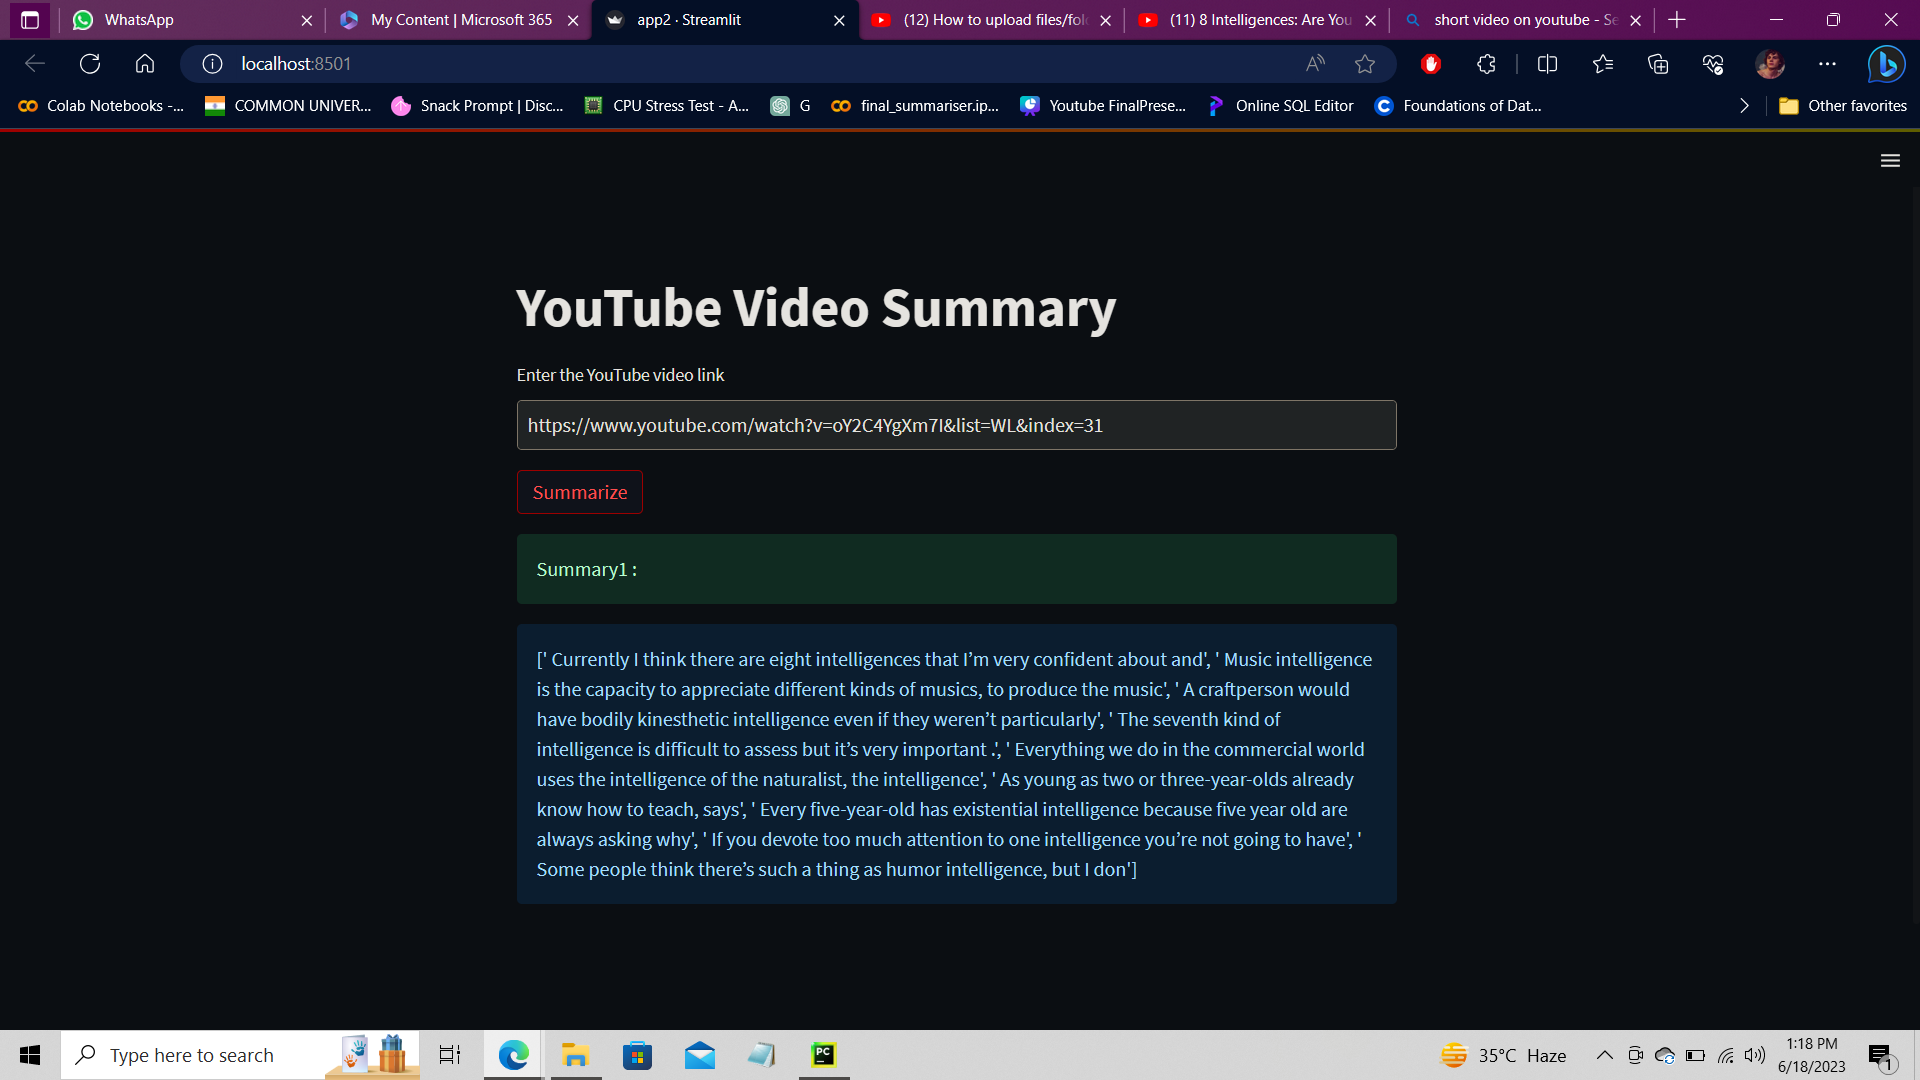 WhatsApp
My Content | Microsoft 365
app2 · Streamlit
(12) How to upload files/fol
(11) 8 Intelligences: Are You
short video on youtube - Se
localhost:8501
Colab Notebooks -...
COMMON UNIVER...
Snack Prompt | Disc...
CPU Stress Test - A...
G
final_summariser.ip...
Youtube FinalPrese...
Online SQL Editor
Foundations of Dat...
Other favorites
YouTube Video Summary
Enter the YouTube video link
https://www.youtube.com/watch?v=oY2C4YgXm7I&list=WL&index=31
Summarize
Summary1:
[' Currently I think there are eight intelligences that I’m very confident about and', ' Music intelligence
is the capacity to appreciate different kinds of musics, to produce the music', ' A craftperson would
have bodily kinesthetic intelligence even if they weren’t particularly', ' The seventh kind of
intelligence is difficult to assess but it’s very important .', ' Everything we do in the commercial world
uses the intelligence of the naturalist, the intelligence', ' As young as two or three-year-olds already
know how to teach, says', ' Every five-year-old has existential intelligence because five year old are
always asking why', ' If you devote too much attention to one intelligence you’re not going to have', '
Some people think there’s such a thing as humor intelligence, but I don']
Type here to search
PC
35°C Haze
1:18 PM
6/18/2023
1